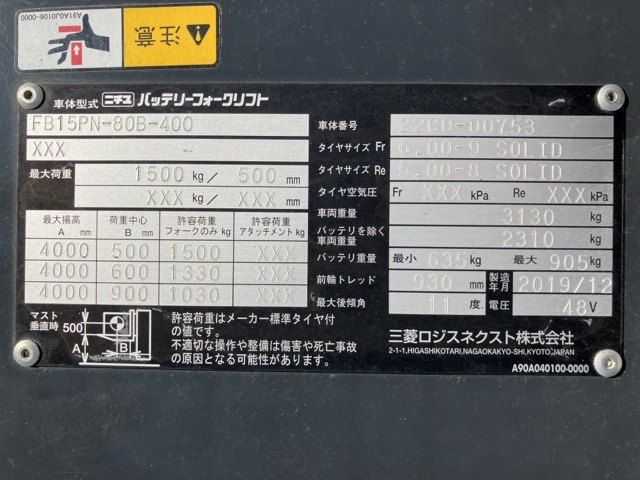 A91A0J0106-0000
注意
車体型式 ニチユ バッテリーフォークリフト
FB15PN-80B-400
XXX -
最大荷重 1500 kg／ 500 mm
XXX kg／ XXX mm
最大揚高 A mm 荷重中心 B mm 許容荷重 フォークのみ kg 許容荷重 アタッチメント kg
4000 500 1500 XXX
4000 600 1330 XXX
4000 900 1030 XXX
マスト垂直時 500 A B
許容荷重はメーカー標準タイヤ付
の値です。
不適切な操作や整備は傷害や死亡事故
の原因となる可能性があります。
車体番号 22C0-00753
タイヤサイズ Fr 6.00-9 SOLID
タイヤサイズ Re 5.00-8 SOLID
タイヤ空気圧 Fr XXX kPa Re XXX kPa
車両重量 3130 kg
バッテリを除く車両重量 2310 kg
バッテリ重量 最小 635 kg 最大 905 kg
前輪トレッド 930 mm 製造年月 2019/12
最大後傾角 11 度 電圧 48 V
三菱ロジスネクスト株式会社
2-1-1,HIGASHIKOTARI,NAGAOKAKYO-SHI,KYOTO,JAPAN
A90A040100-0000